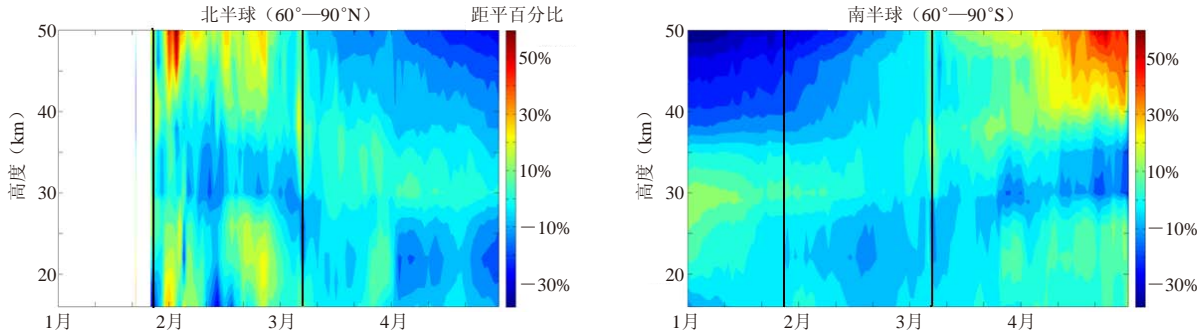 北半球（60°—90°N）
距平百分比
50
40
30
20
高度（km）
1月
2月
3月
4月
50%
30%
10%
—10%
—30%
南半球（60°—90°S）
50
40
30
20
高度（km）
1月
2月
3月
4月
50%
30%
10%
—10%
—30%